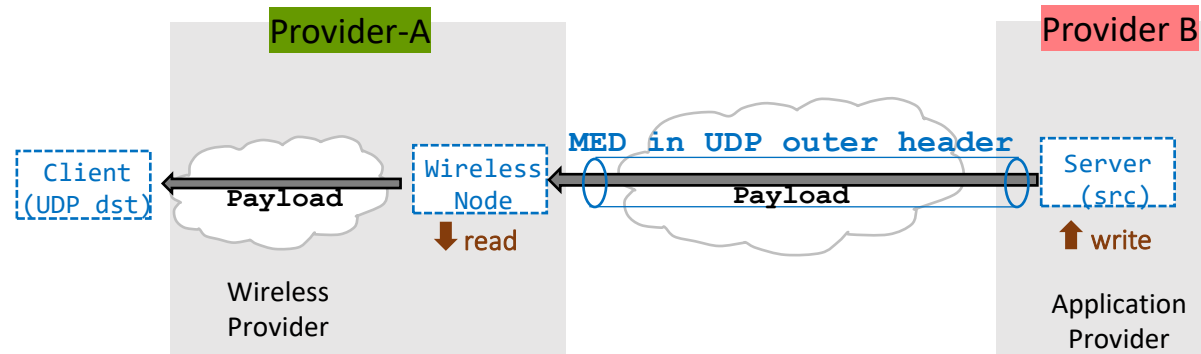 Provider-A
Provider B
MED in UDP outer header
Client
(UDP dst)
Payload
Wireless
Node
Payload
Server
(src)
read
write
Wireless
Provider
Application
Provider